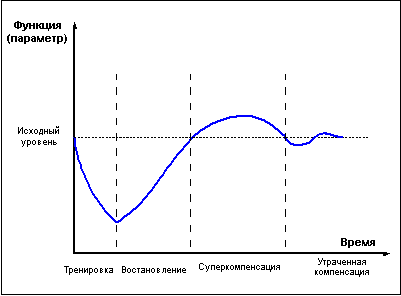 Функция
(параметр)
Исходный
уровень
Время
Тренировка
Востановление
Суперкомпенсация
Утраченная
компенсация